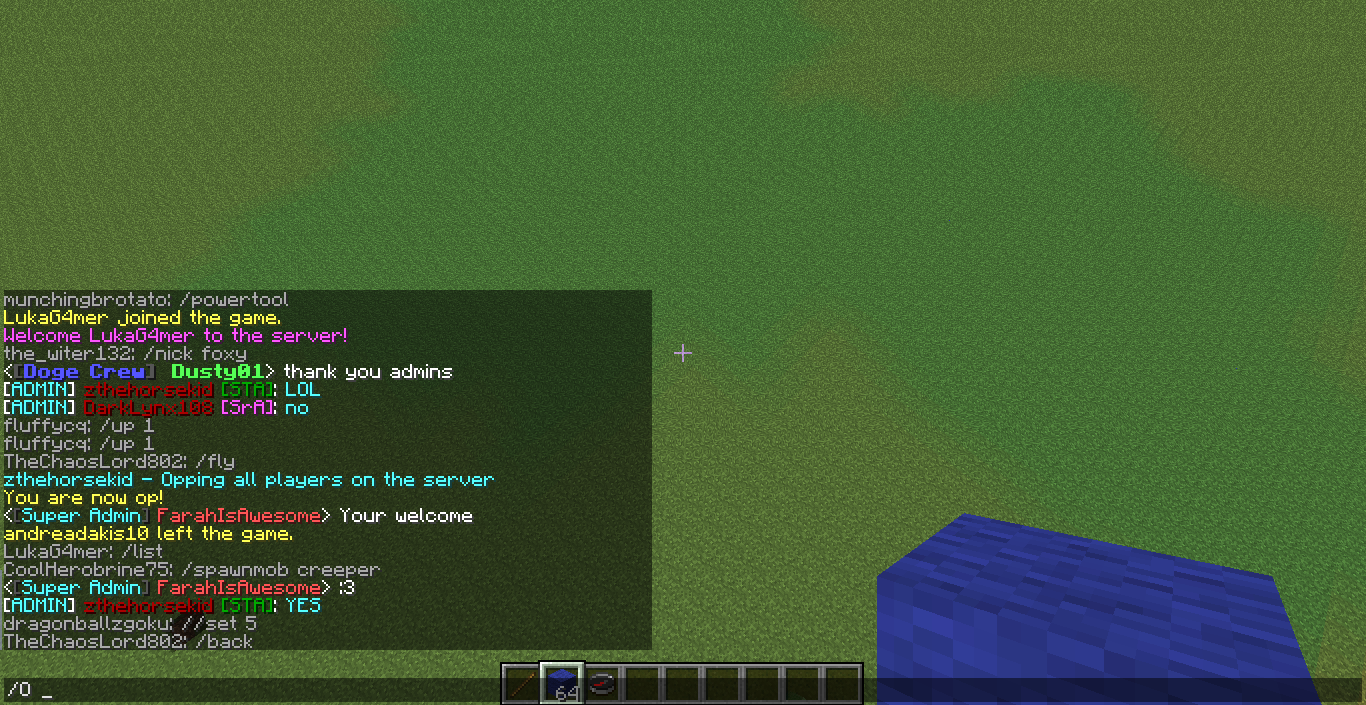 munchingbrotato: /powertool
LukaG4mer joined the game.
Welcome LukaG4mer to the server!
the_witer132: /nick foxy
<[Doge Crew] Dusty01> thank you admins
[ADMIN] zthehorsekid [STA]: LOL
[ADMIN] DarkLynx108 [SrA]: no
fluffycq: /up 1
fluffycq: /up 1
TheChaosLord802: /fly
zthehorsekid - Opping all players on the server
You are now op!
<[Super Admin] FarahIsAwesome> Your welcome
andreadakis10 left the game.
LukaG4mer: /list
CoolHerobrine75: /spawnmob creeper
<[Super Admin] FarahIsAwesome> :3
[ADMIN] zthehorsekid [STA]: YES
dragonballzgoku: //set 5
TheChaosLord802: /back
/O _
64